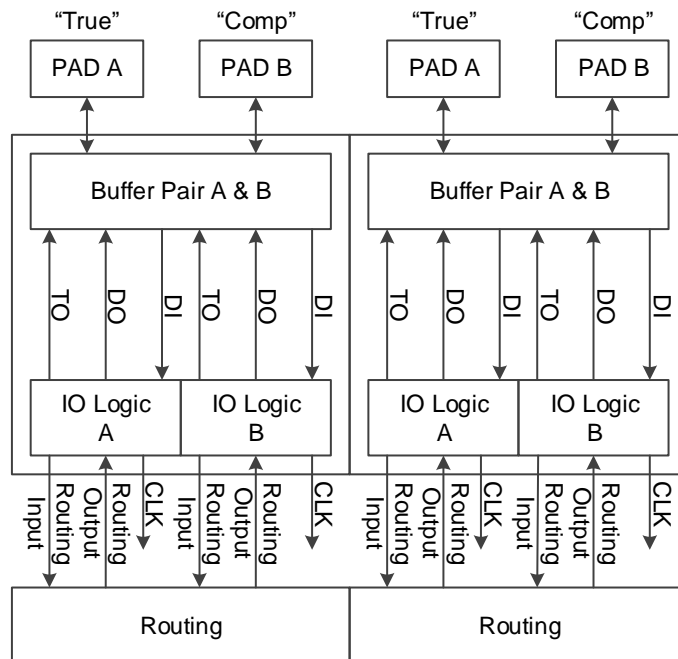 “True” “Comp” “True” “Comp”
PAD A PAD B PAD A PAD B
Buffer Pair A & B Buffer Pair A & B
TO DO DI TO DO DI TO DO DI TO DO DI
IO Logic A IO Logic B IO Logic A IO Logic B
Routing Input Routing Output CLK Routing Input Routing Output CLK Routing Input Routing Output CLK Routing Input Routing Output CLK
Routing Routing